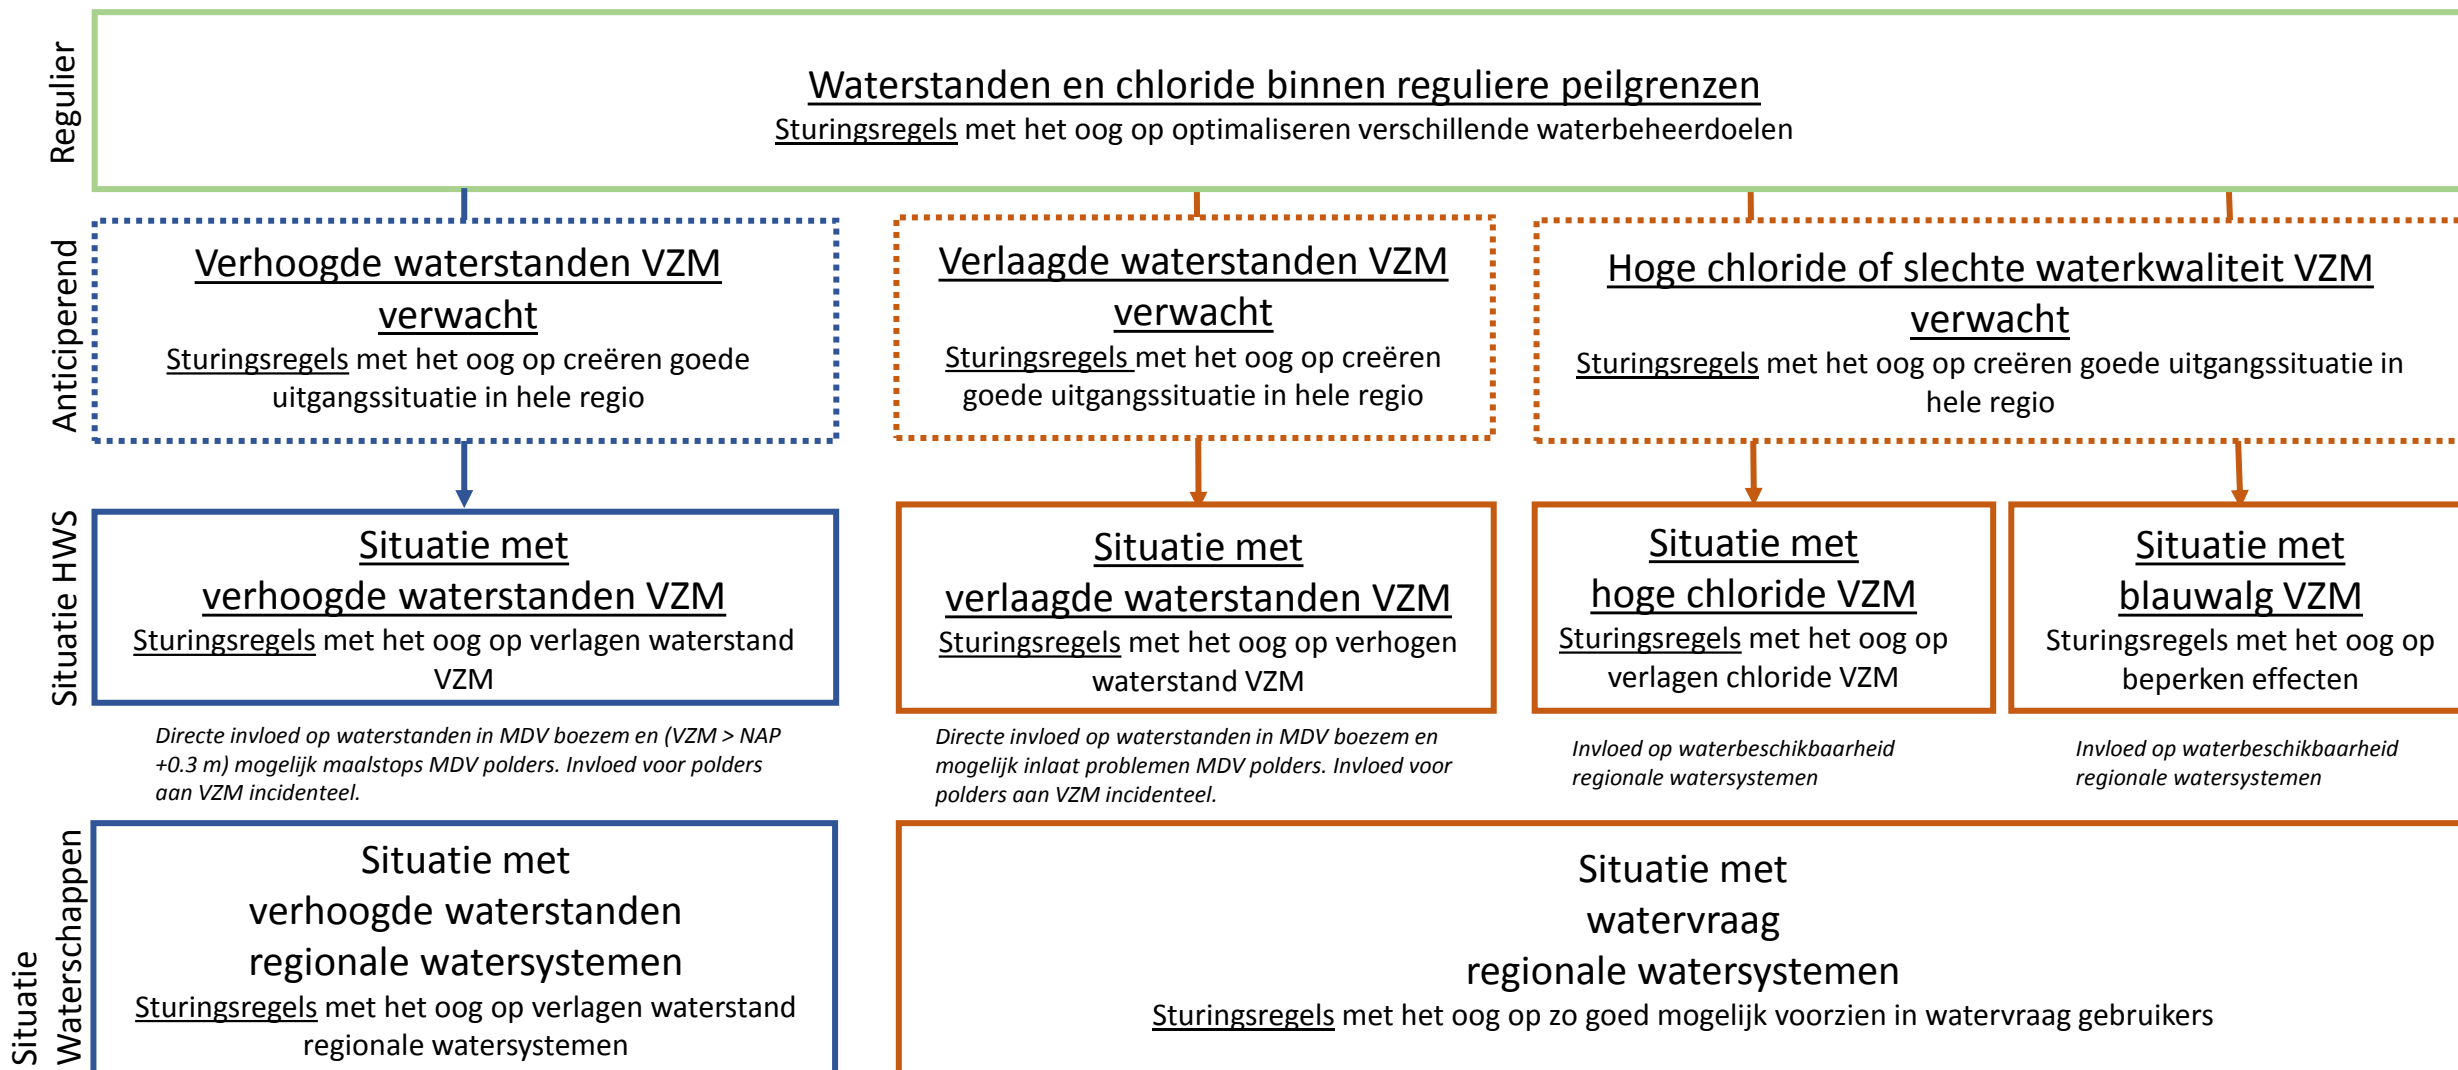 Regulier
Waterstanden en chloride binnen reguliere peilgrenzen
Sturingsregels met het oog op optimaliseren verschillende waterbeheerdoelen
Anticiperend
Verhoogde waterstanden VZM
verwacht
Sturingsregels met het oog op creëren goede
uitgangssituatie in hele regio
Verlaagde waterstanden VZM
verwacht
Sturingsregels met het oog op creëren
goede uitgangssituatie in hele regio
Hoge chloride of slechte waterkwaliteit VZM
verwacht
Sturingsregels met het oog op creëren goede uitgangssituatie in
hele regio
Situatie HWS
Situatie met
verhoogde waterstanden VZM
Sturingsregels met het oog op verlagen waterstand
VZM
Situatie met
verlaagde waterstanden VZM
Sturingsregels met het oog op verhogen
waterstand VZM
Situatie met
hoge chloride VZM
Sturingsregels met het oog op
verlagen chloride VZM
Situatie met
blauwalg VZM
Sturingsregels met het oog op
beperken effecten
Directe invloed op waterstanden in MDV boezem en (VZM > NAP
+0.3 m) mogelijk maalstops MDV polders. Invloed voor polders
aan VZM incidenteel.
Directe invloed op waterstanden in MDV boezem en
mogelijk inlaat problemen MDV polders. Invloed voor
polders aan VZM incidenteel.
Invloed op waterbeschikbaarheid
regionale watersystemen
Invloed op waterbeschikbaarheid
regionale watersystemen
Situatie
Waterschappen
Situatie met
verhoogde waterstanden
regionale watersystemen
Sturingsregels met het oog op verlagen waterstand
regionale watersystemen
Situatie met
watervraag
regionale watersystemen
Sturingsregels met het oog op zo goed mogelijk voorzien in watervraag gebruikers